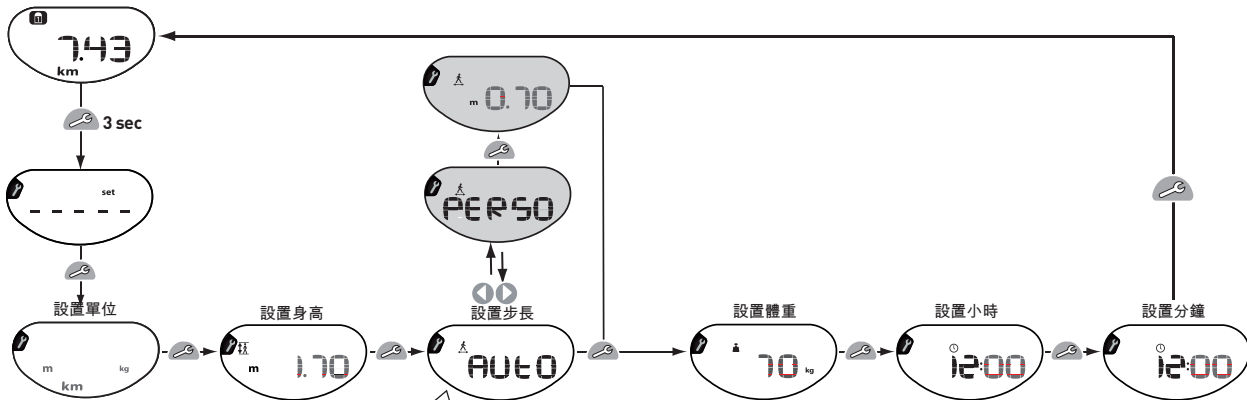 7.43
km
3 sec
set
- - - - -
設置單位
m kg
km
設置身高
m 1.70
m 0.70
PERSO
設置步長
AUtO
設置體重
70 kg
設置小時
12:00
設置分鐘
12:00